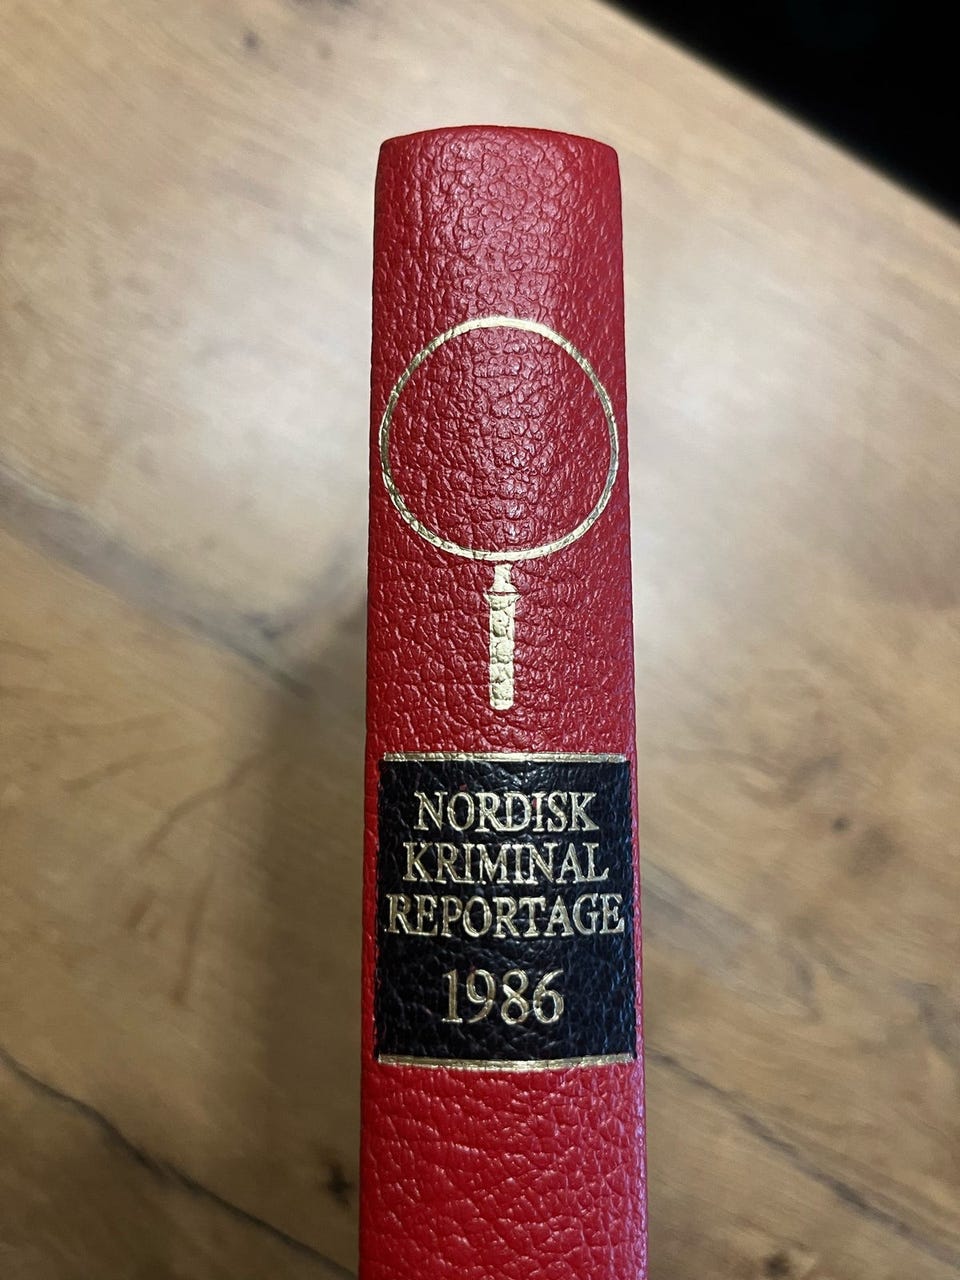 NORDISK
KRIMINAL
REPORTAGE
1986